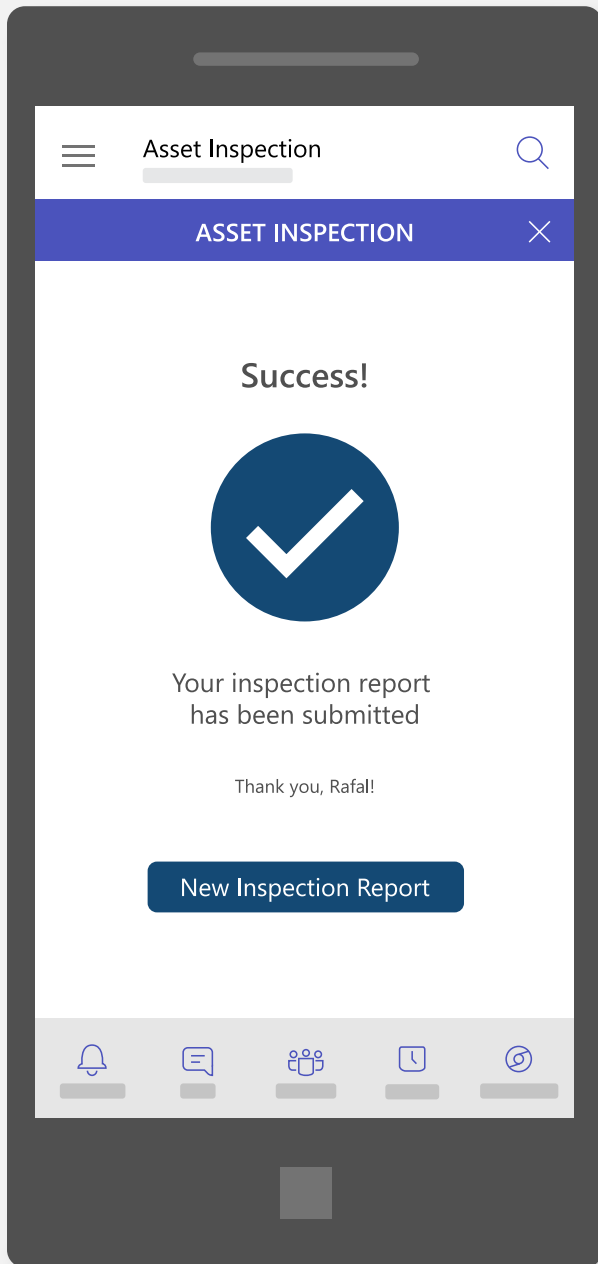 Asset Inspection
ASSET INSPECTION
Success!
Your inspection report
has been submitted
Thank you, Rafal!
New Inspection Report